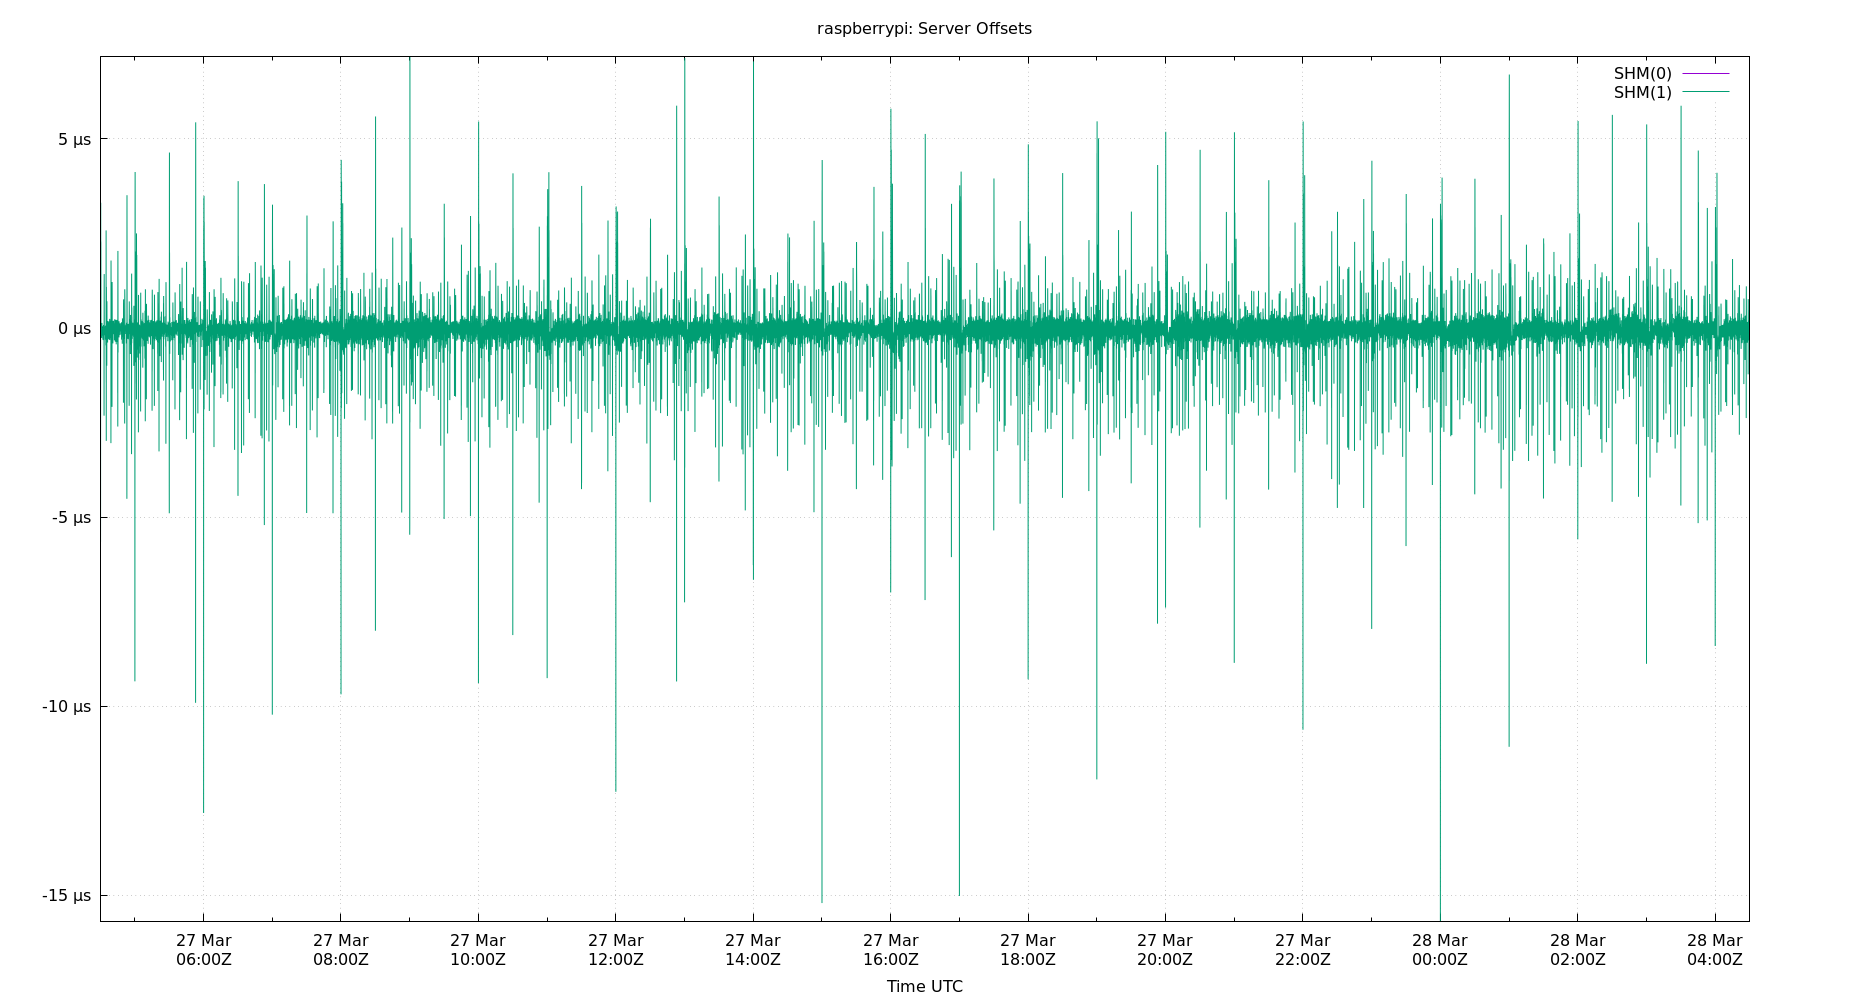 raspberrypi: Server Offsets
SHM(0)
SHM(1)
5 µs
0 µs
-5 µs
-10 µs
-15 µs
27 Mar 27 Mar 27 Mar 27 Mar 27 Mar 27 Mar 27 Mar 27 Mar 27 Mar 28 Mar 28 Mar 28 Mar
06:00Z 08:00Z 10:00Z 12:00Z 14:00Z 16:00Z 18:00Z 20:00Z 22:00Z 00:00Z 02:00Z 04:00Z
Time UTC